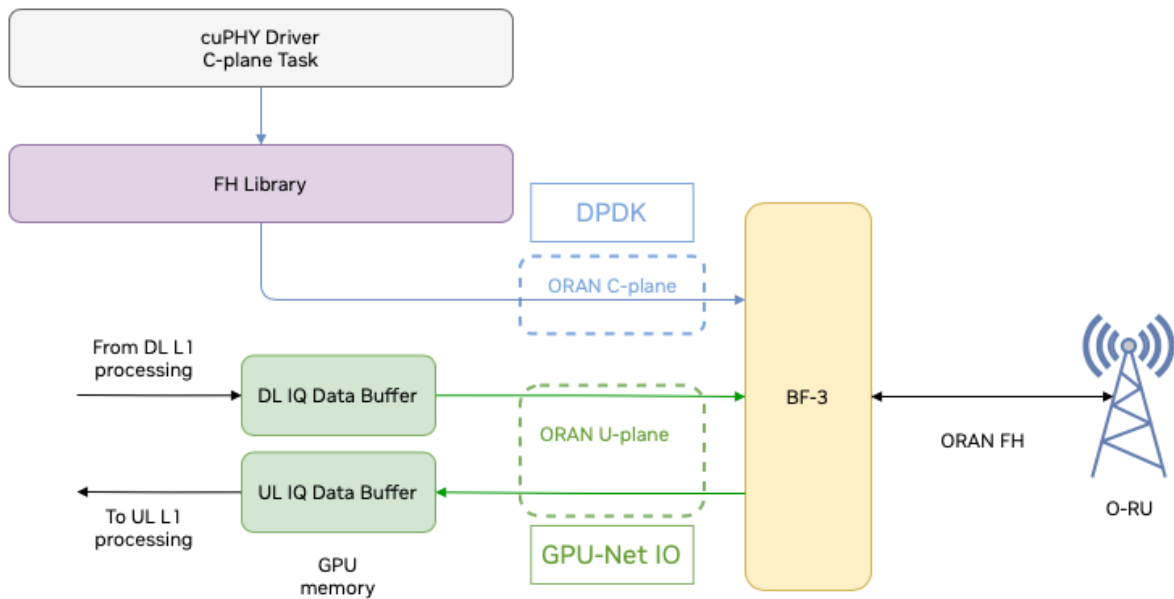 cuPHY Driver
C-plane Task
FH Library
DPDK
ORAN C-plane
From DL L1
processing
DL IQ Data Buffer
ORAN U-plane
BF-3
ORAN FH
UL IQ Data Buffer
To UL L1
processing
GPU
memory
GPU-Net IO
O-RU